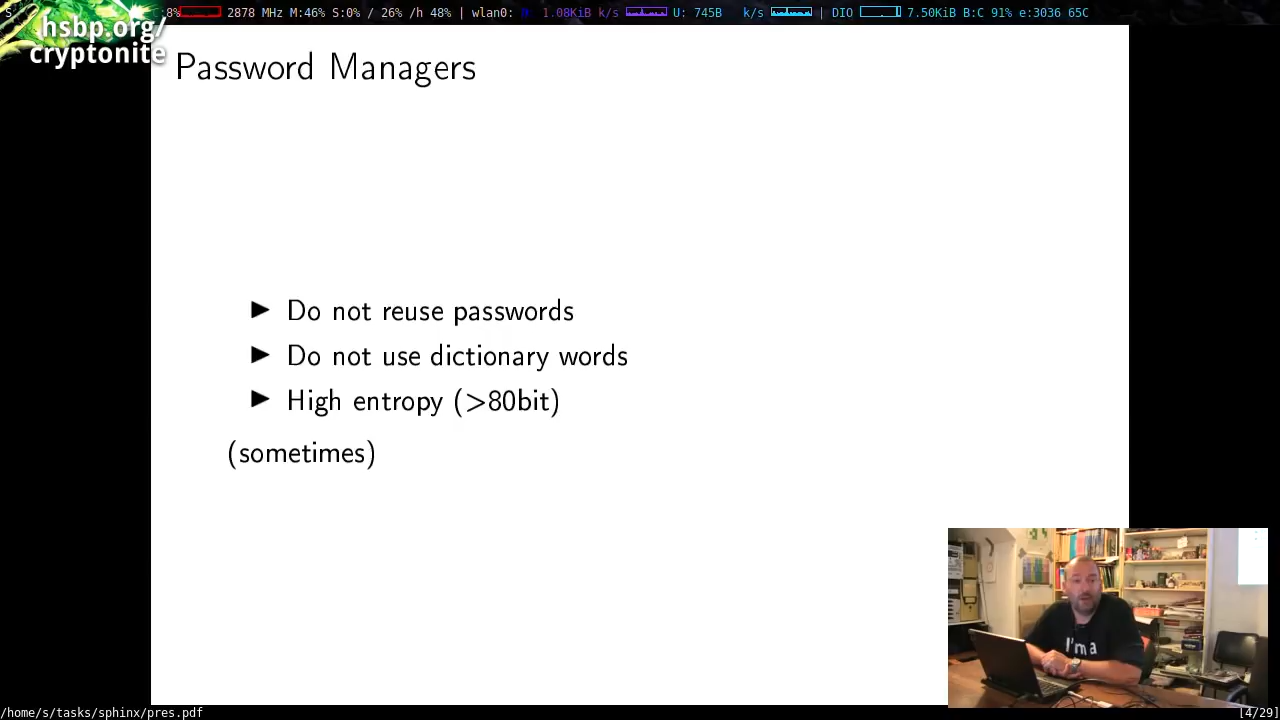 8% 2878 MHz M:46% S:0% / 26% /h 48% | wlan0: 1.08KiB k/s U: 745B k/s | DIO 7.50KiB B:C 91% e:3036 65C
hsbp.org/
cryptonite
Password Managers
▶ Do not reuse passwords
▶ Do not use dictionary words
▶ High entropy (>80bit)
(sometimes)
I'm a
/home/s/tasks/sphinx/pres.pdf
[4/29]